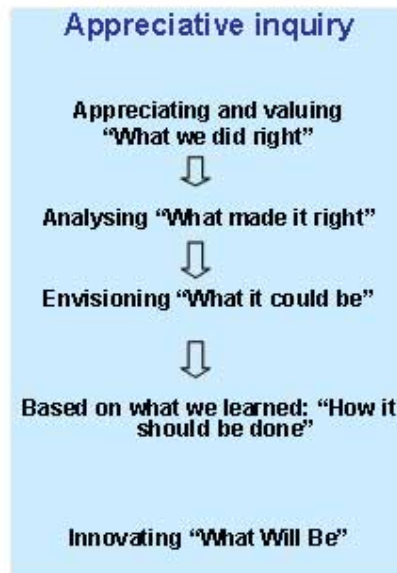 Appreciative inquiry
Appreciating and valuing
“What we did right”
Analysing “What made it right”
Envisioning “What it could be”
Based on what we learned: “How it
should be done”
Innovating “What Will Be”